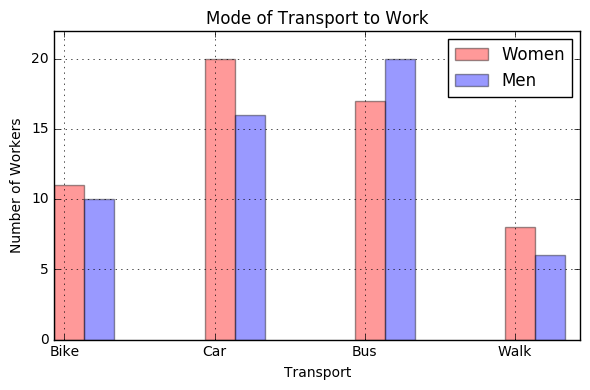 Mode of Transport to Work
Women
Men
Number of Workers
20
15
10
5
0
Bike Car Bus Walk
Transport